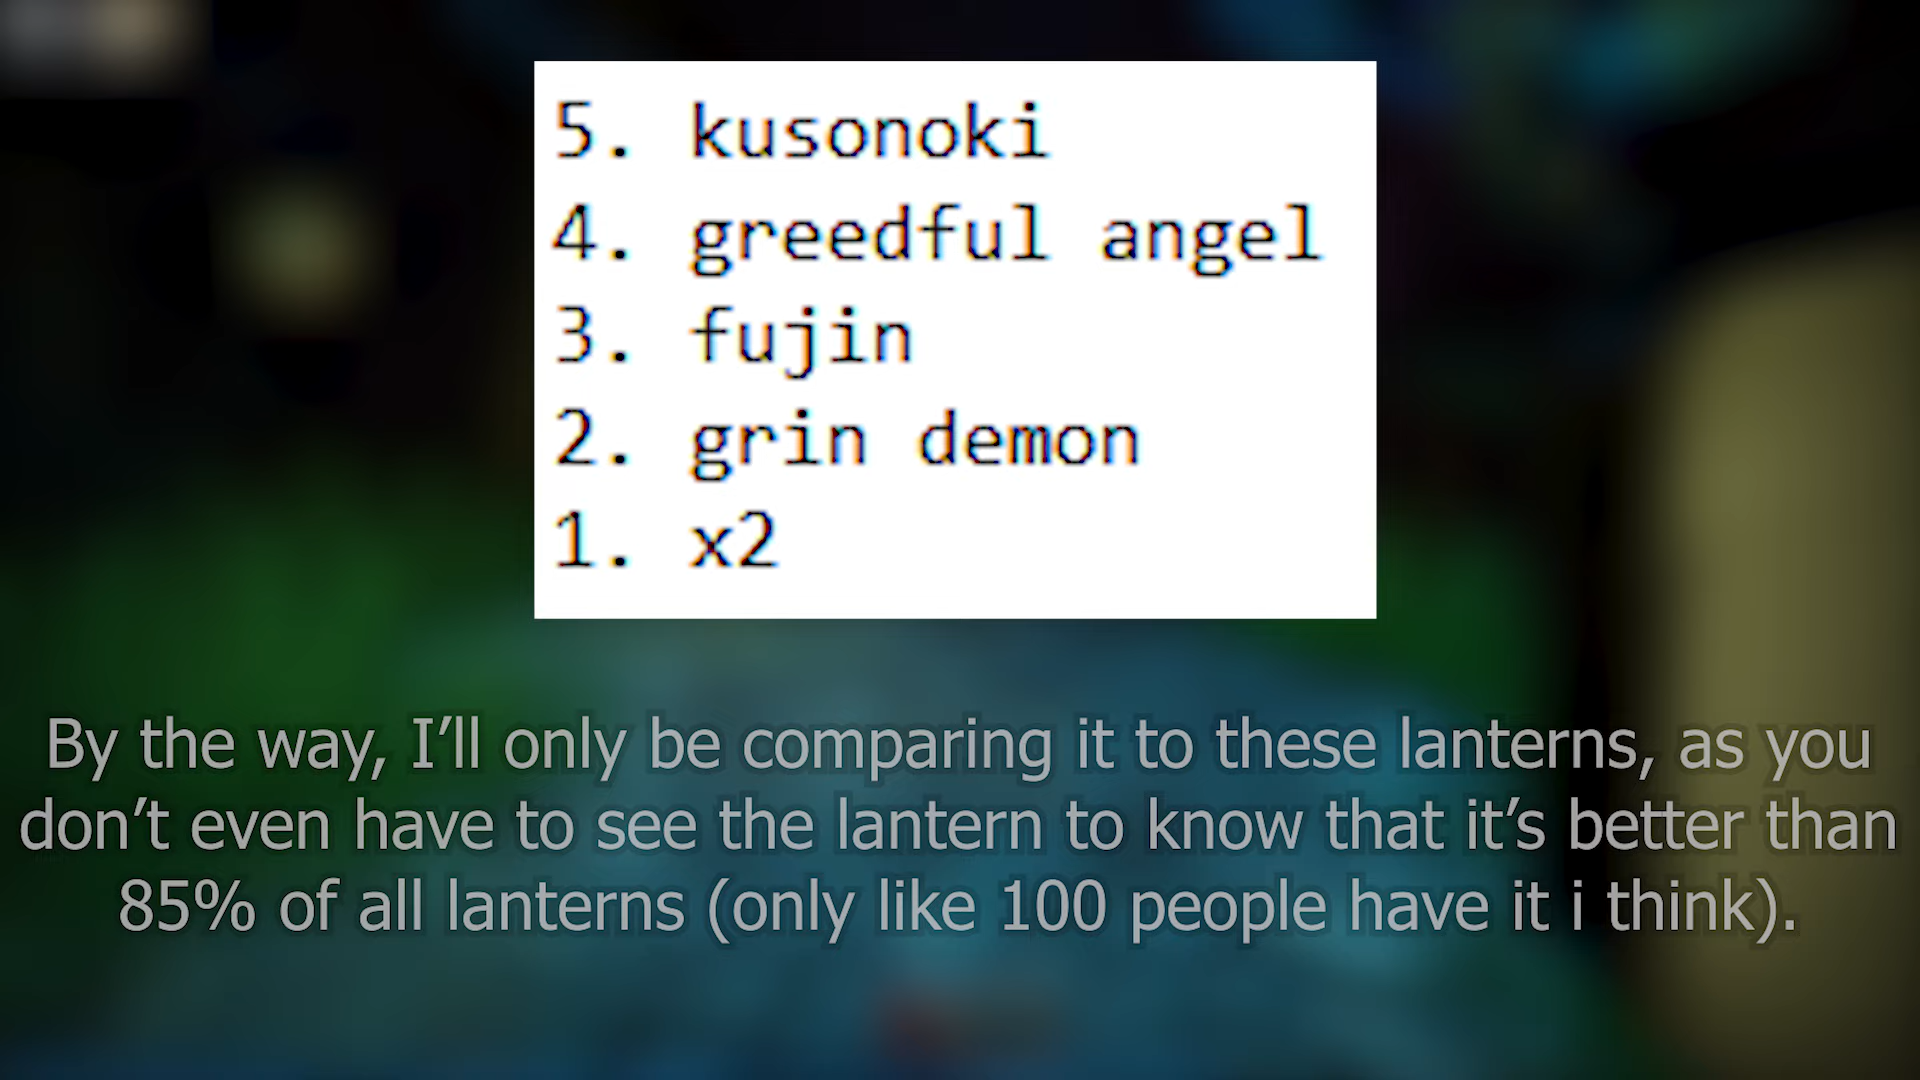 5. kusonoki
4. greedful angel
3. fujin
2. grin demon
1. x2
By the way, I’ll only be comparing it to these lanterns, as you
don’t even have to see the lantern to know that it’s better than
85% of all lanterns (only like 100 people have it i think).